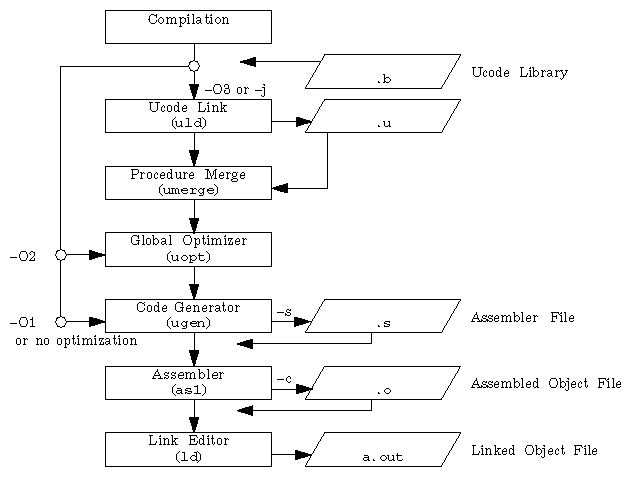 Compilation
.b
Ucode Library
-O3 or -j
Ucode Link
(uld)
.u
Procedure Merge
(umerge)
Global Optimizer
(uopt)
-O2
Code Generator
(ugen)
-s
.s
Assembler File
-O1
or no optimization
Assembler
(as1)
-c
.o
Assembled Object File
Link Editor
(ld)
a.out
Linked Object File